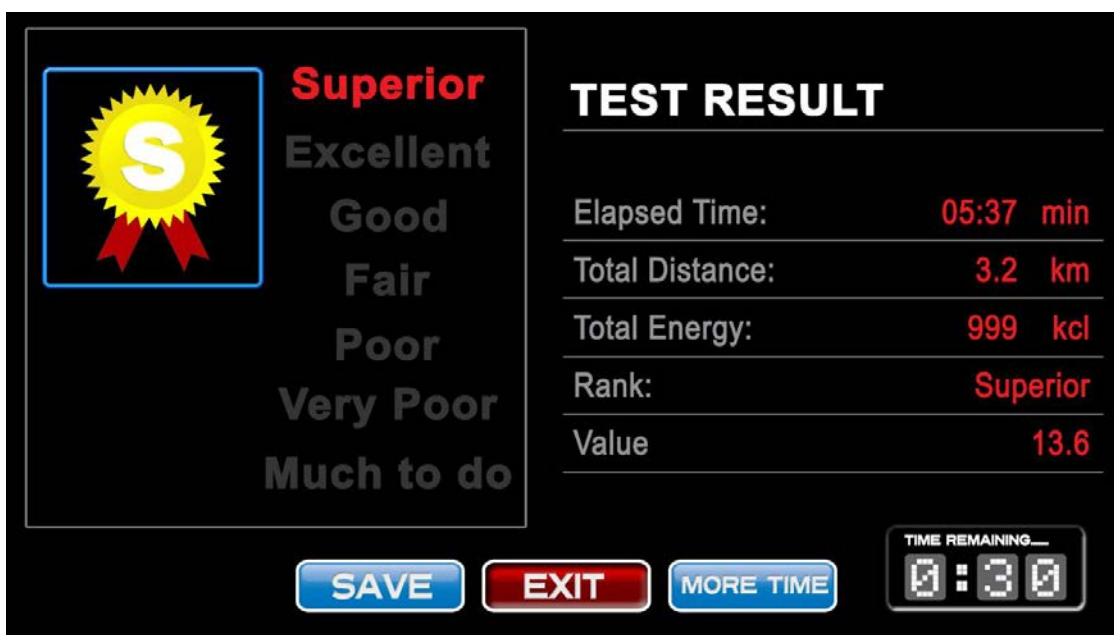 S
Superior
Excellent
Good
Fair
Poor
Very Poor
Much to do
TEST RESULT
Elapsed Time: 05:37 min
Total Distance: 3.2 km
Total Energy: 999 kcl
Rank: Superior
Value 13.6
SAVE
EXIT
MORE TIME
TIME REMAINING__
0:30